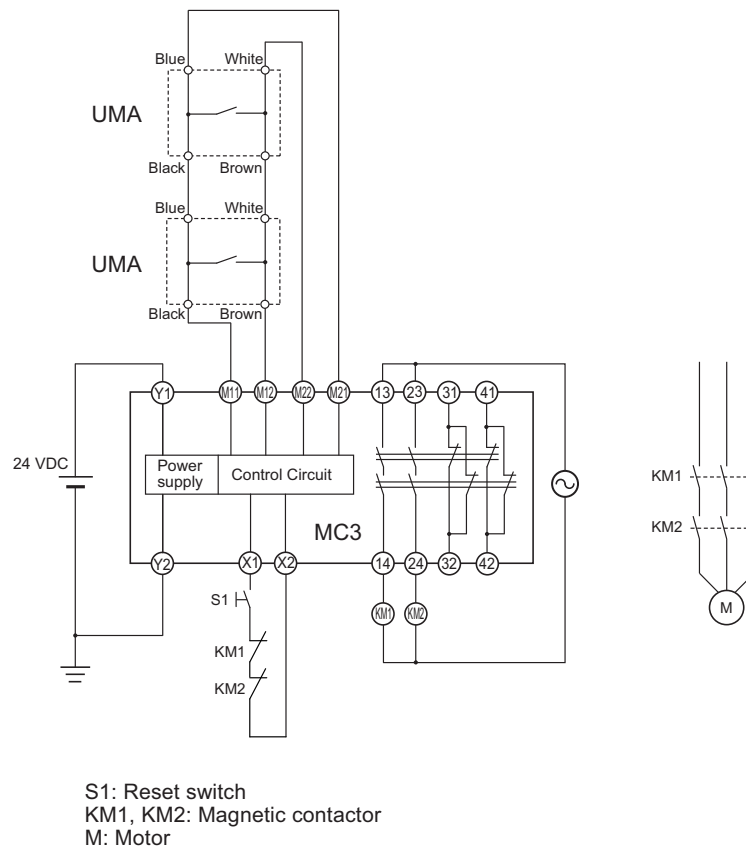 Blue White
UMA
Black Brown
Blue White
UMA
Black Brown
Y1 M11 M12 M22 M21 13 23 31 41
24 VDC
Power supply
Control Circuit
MC3
Y2 X1 X2 14 24 32 42
S1
KM1 KM2
KM1
KM2
KM1
KM2
M
S1: Reset switch
KM1, KM2: Magnetic contactor
M: Motor